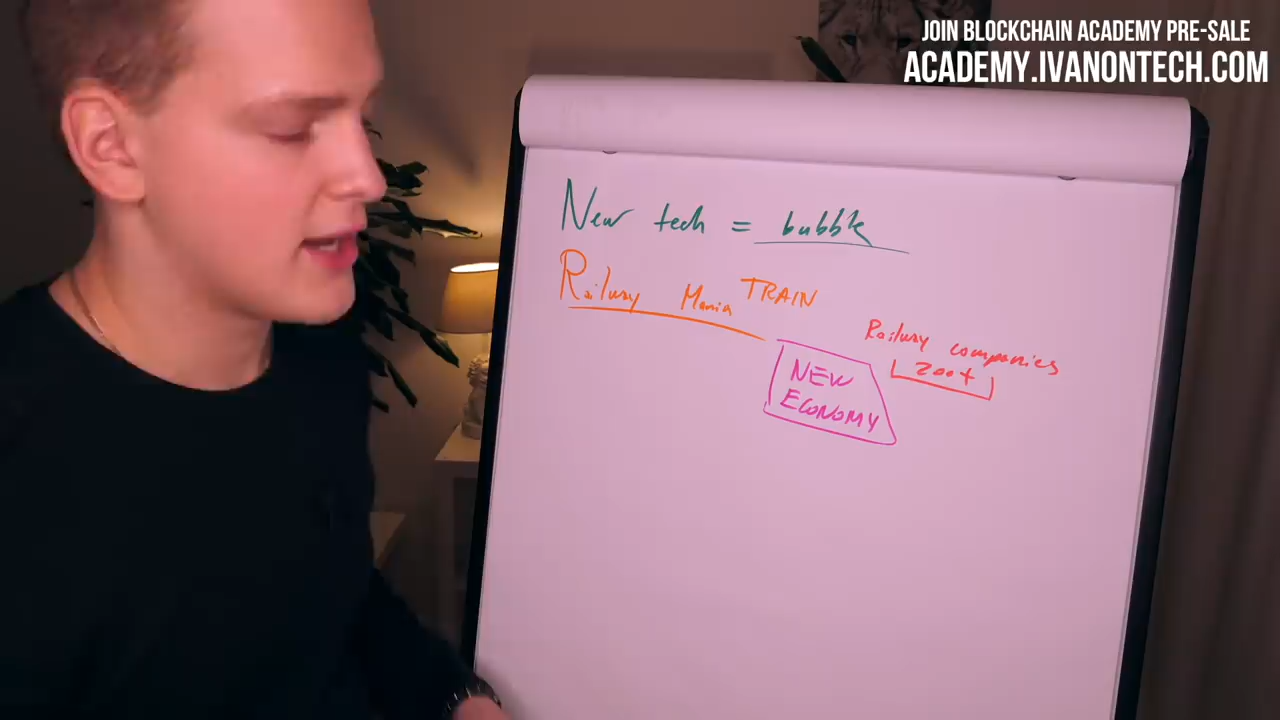 JOIN BLOCKCHAIN ACADEMY PRE-SALE
ACADEMY.IVANONTECH.COM
New tech = bubble
Railway Mania TRAIN
Railway companies
200+
NEW
ECONOMY